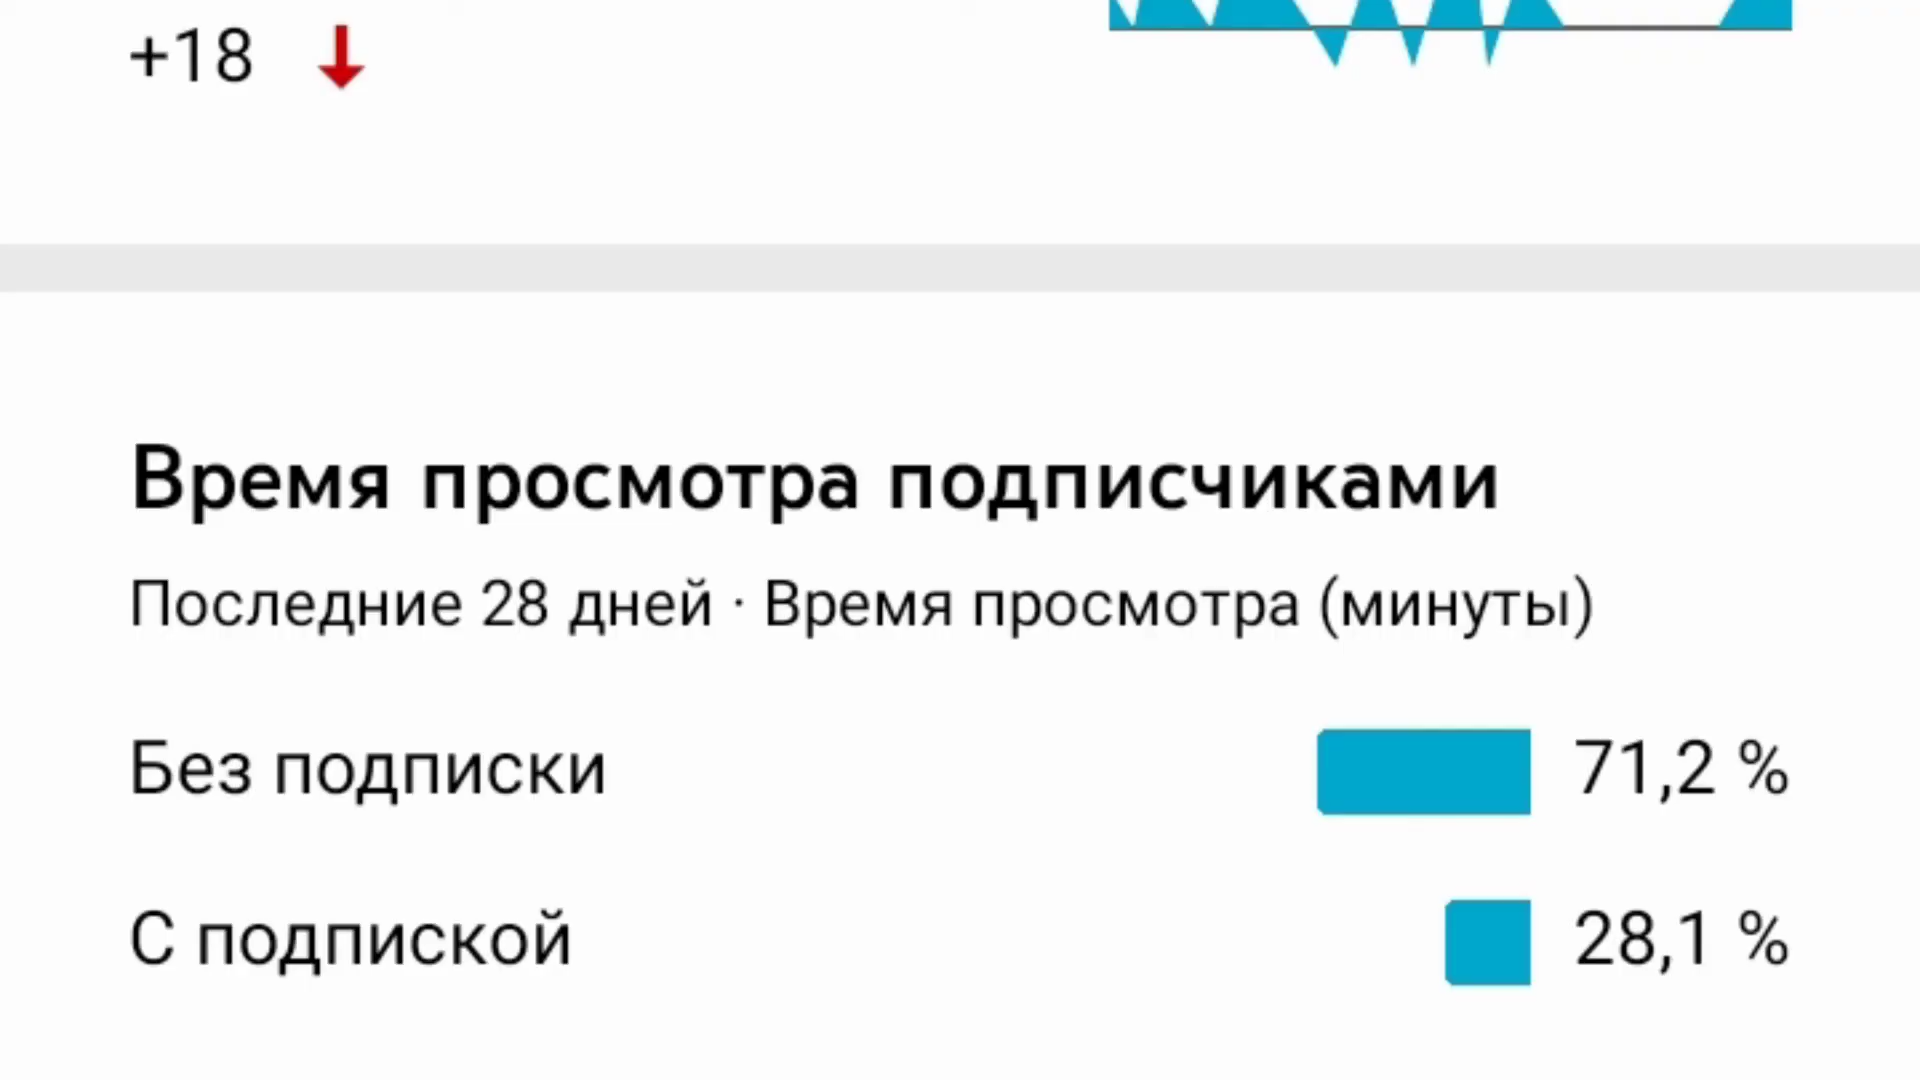 +18
Время просмотра подписчиками
Последние 28 дней · Время просмотра (минуты)
Без подписки 71,2 %
С подпиской 28,1 %